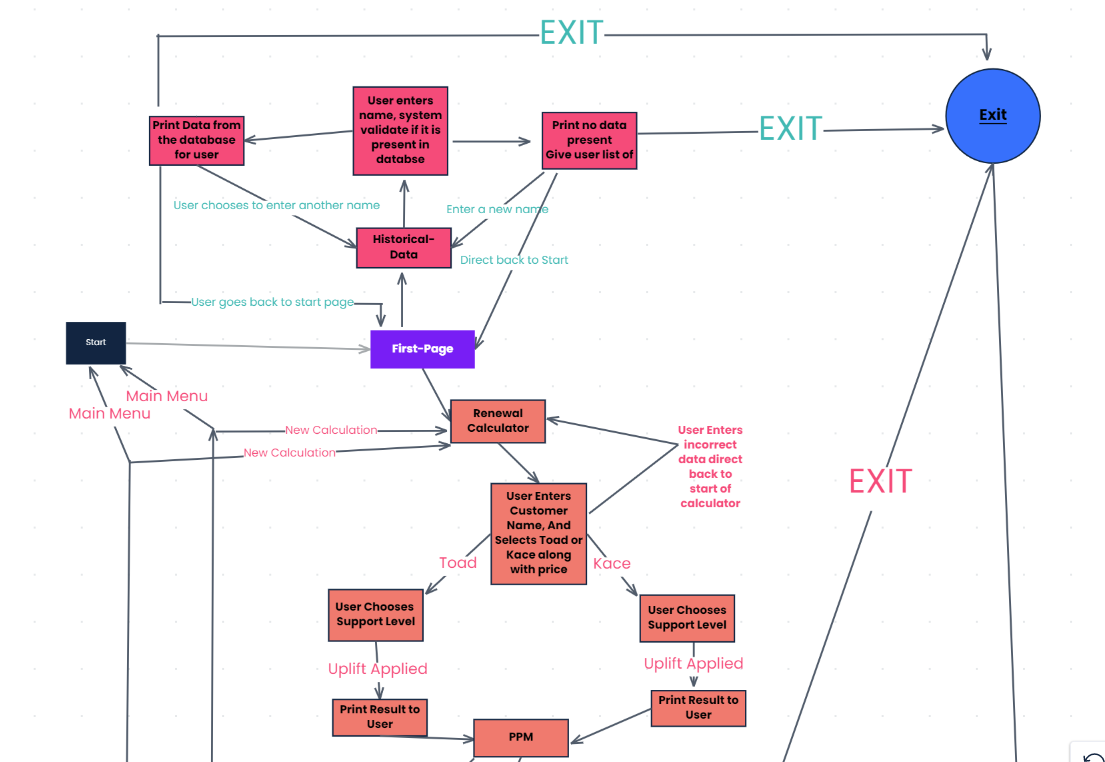 EXIT
User enters
name, system
validate if it is
present in
databse
Print Data from
the database
for user
Print no data
present
Give user list of
EXIT
Exit
User chooses to enter another name
Enter a new name
Historical-
Data
Direct back to Start
User goes back to start page
Start
First-Page
Main Menu
Main Menu
Renewal
Calculator
New Calculation
New Calculation
User Enters
incorrect
data direct
back to
start of
calculator
EXIT
User Enters
Customer
Name, And
Selects Toad or
Kace along
with price
Toad
Kace
User Chooses
Support Level
User Chooses
Support Level
Uplift Applied
Uplift Applied
Print Result to
User
Print Result to
User
PPM